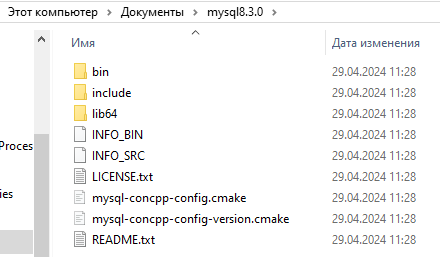 Этот компьютер > Документы > mysql8.3.0 >
Имя Дата изменения
bin 29.04.2024 11:28
include 29.04.2024 11:28
lib64 29.04.2024 11:28
INFO_BIN 29.04.2024 11:28
Proces INFO_SRC 29.04.2024 11:28
LICENSE.txt 29.04.2024 11:28
ies mysql-concpp-config.cmake 29.04.2024 11:28
mysql-concpp-config-version.cmake 29.04.2024 11:28
README.txt 29.04.2024 11:28